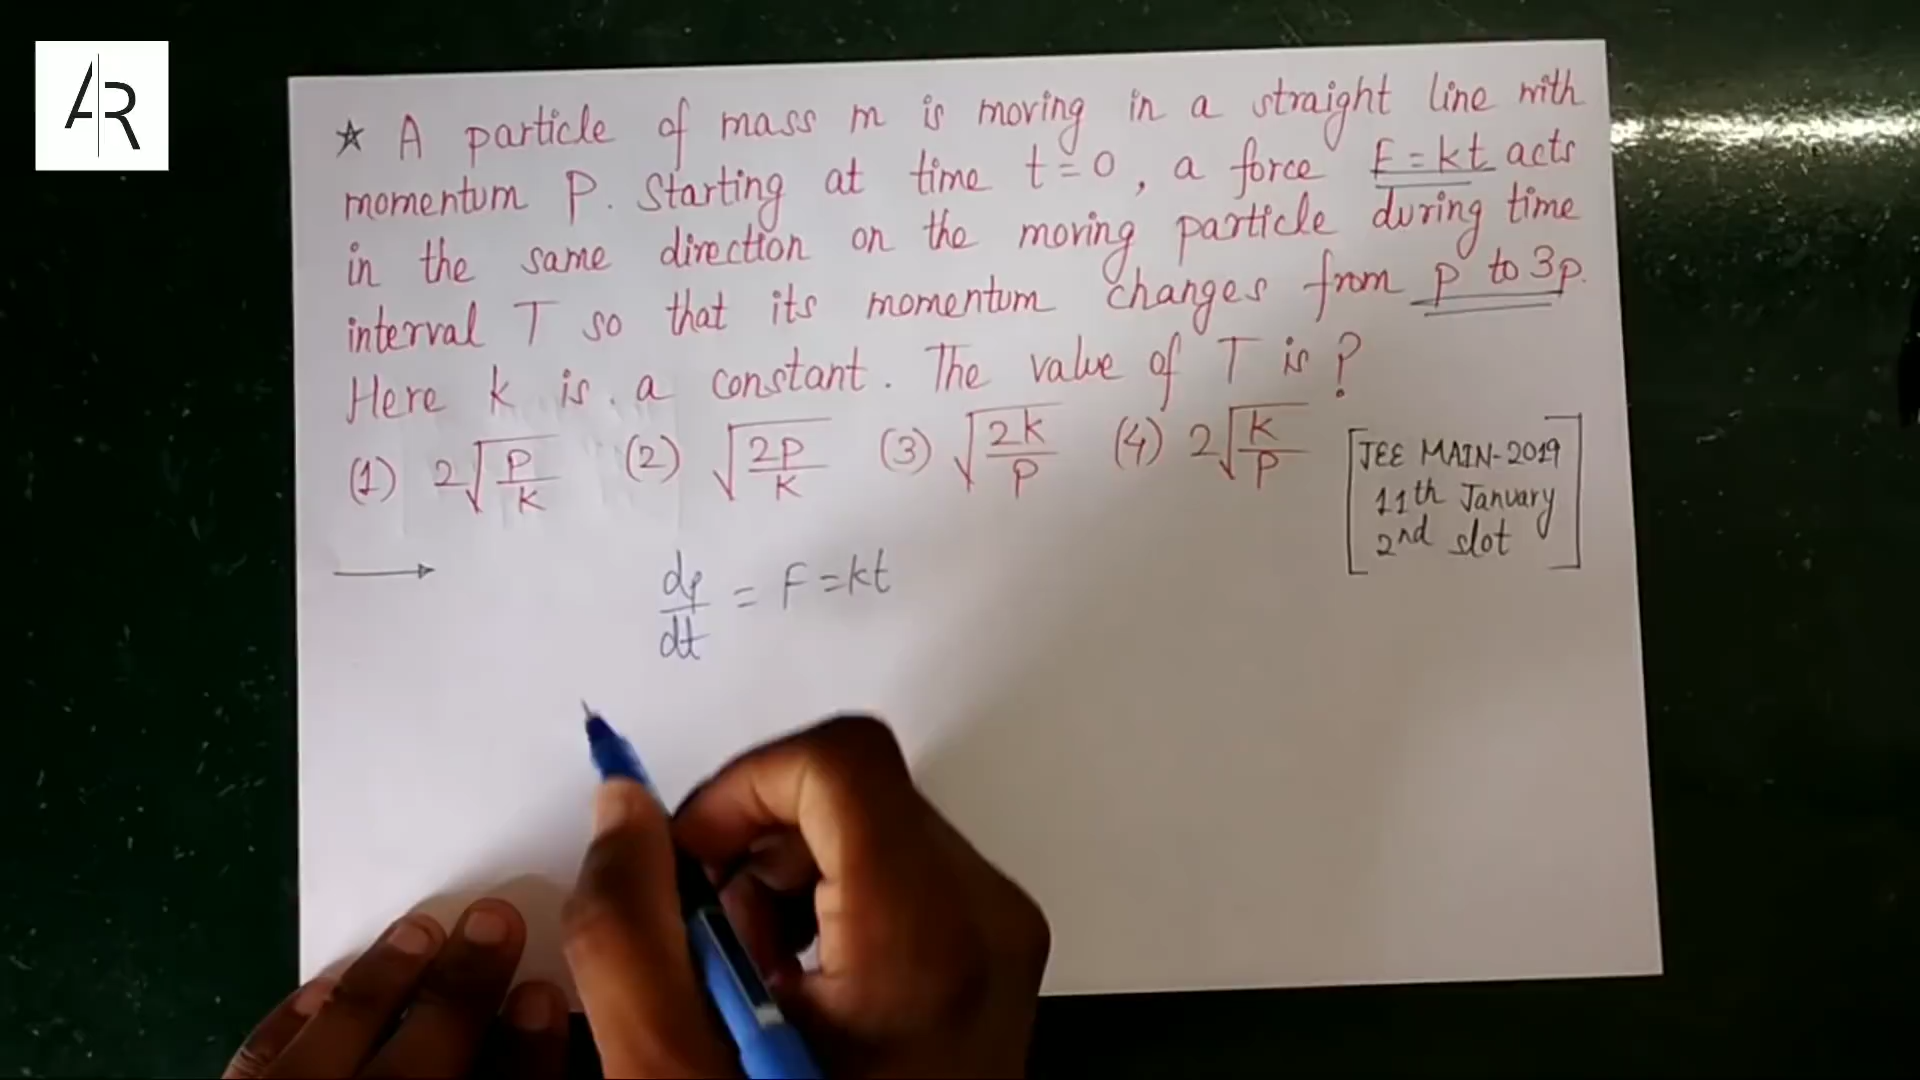 AR
☆ A particle of mass m is moving in a straight line with
momentum P. Starting at time t=0, a force F=kt acts
in the same direction on the moving particle during time
interval T so that its momentum changes from p to 3p.
Here k is a constant. The value of T is?
(1) 2√(P/K) (2) √(2P/K) (3) √(2k/P) (4) 2√(K/P)
[JEE MAIN-2019
11th January
2nd slot]
→ dp/dt = F=kt